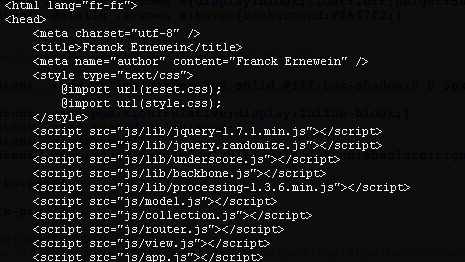 <html lang="fr-fr">
<head>
<meta charset="utf-8" />
<title>Franck Ernewein</title>
<meta name="author" content="Franck Ernewein" />
<style type="text/css">
@import url(reset.css);
@import url(style.css);
</style>
<script src="js/lib/jquery-1.7.1.min.js"></script>
<script src="js/lib/jquery.randomize.js"></script>
<script src="js/lib/underscore.js"></script>
<script src="js/lib/backbone.js"></script>
<script src="js/lib/processing-1.3.6.min.js"></script>
<script src="js/model.js"></script>
<script src="js/collection.js"></script>
<script src="js/router.js"></script>
<script src="js/view.js"></script>
<script src="js/app.js"></script>